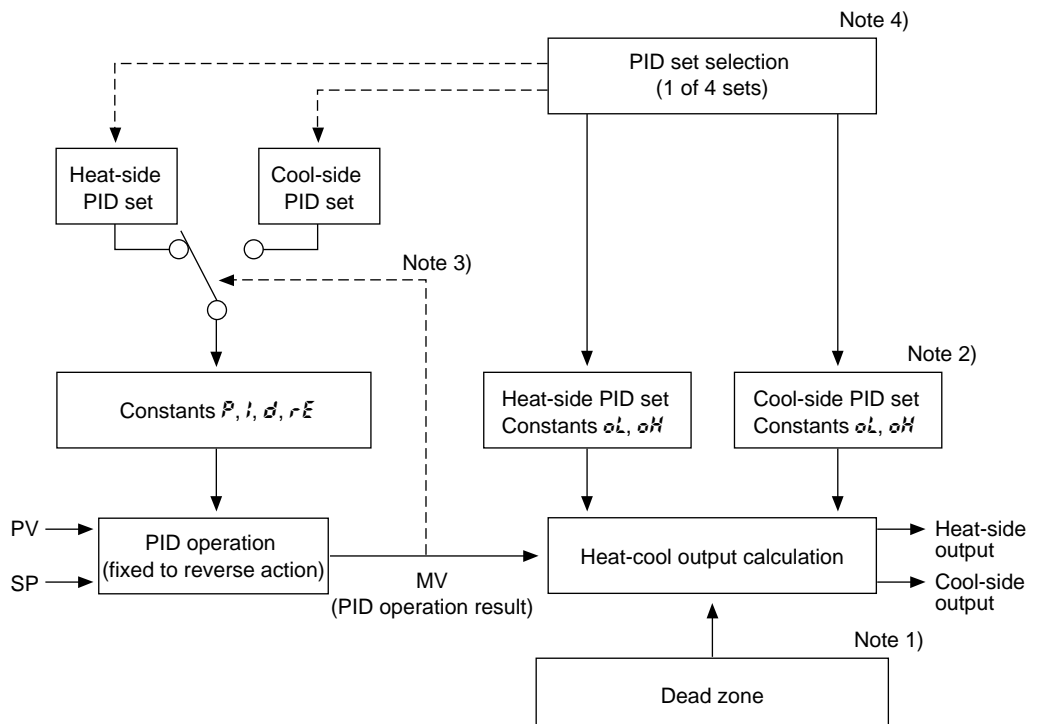 Note 4)
PID set selection
(1 of 4 sets)
Heat-side
PID set
Cool-side
PID set
Note 3)
Constants P, I, d, rE
Note 2)
Heat-side PID set
Constants oL, oH
Cool-side PID set
Constants oL, oH
PV
SP
PID operation
(fixed to reverse action)
MV
(PID operation result)
Heat-cool output calculation
Heat-side
output
Cool-side
output
Note 1)
Dead zone